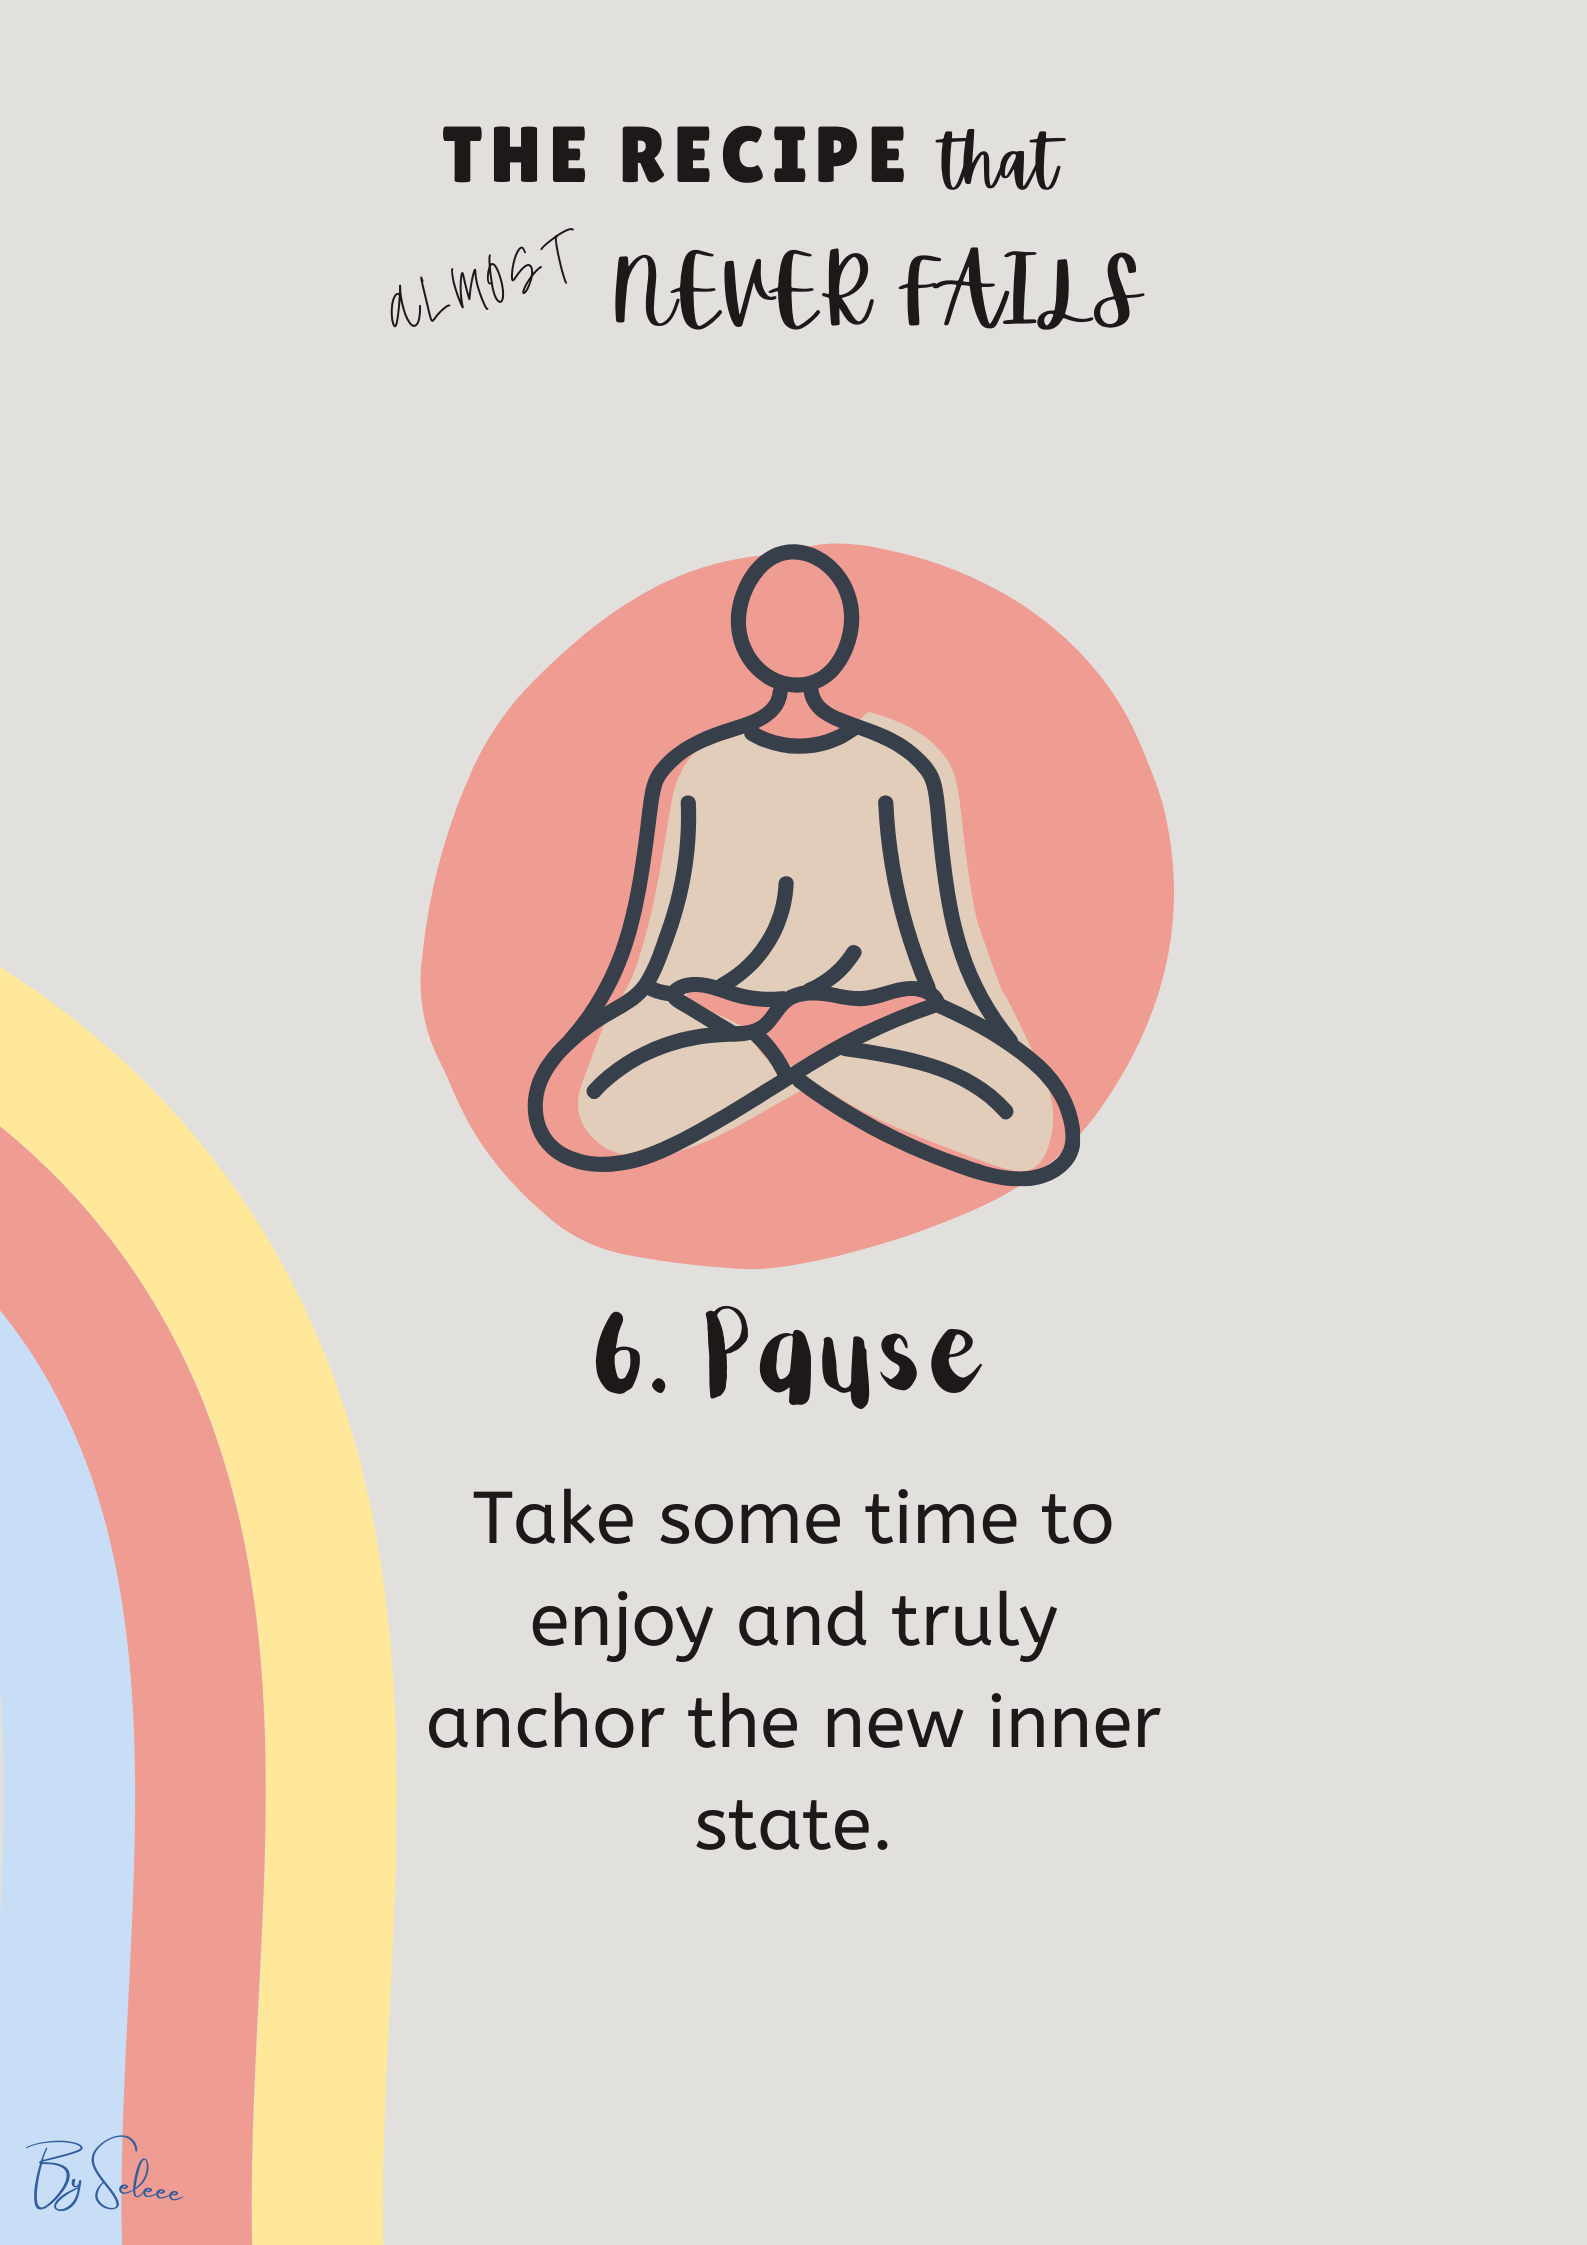 THE RECIPE that
ALMOST NEVER FAILS
6. Pause
Take some time to
enjoy and truly
anchor the new inner
state.
By Seleee